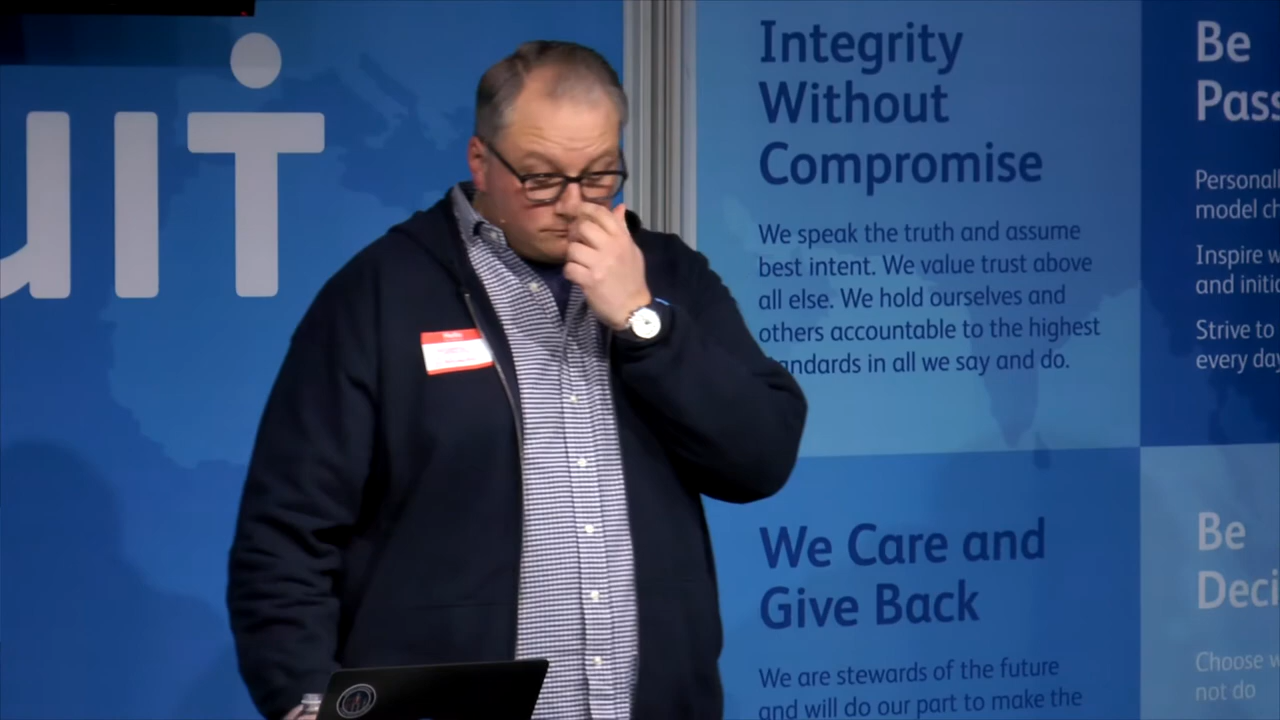 UIT
Integrity
Without
Compromise
We speak the truth and assume
best intent. We value trust above
all else. We hold ourselves and
others accountable to the highest
andards in all we say and do.
We Care and
Give Back
We are stewards of the future
and will do our part to make the
Be
Pass
Personall
model ch
Inspire w
and initia
Strive to
every day
Be
Deci
Choose w
not do
Hello